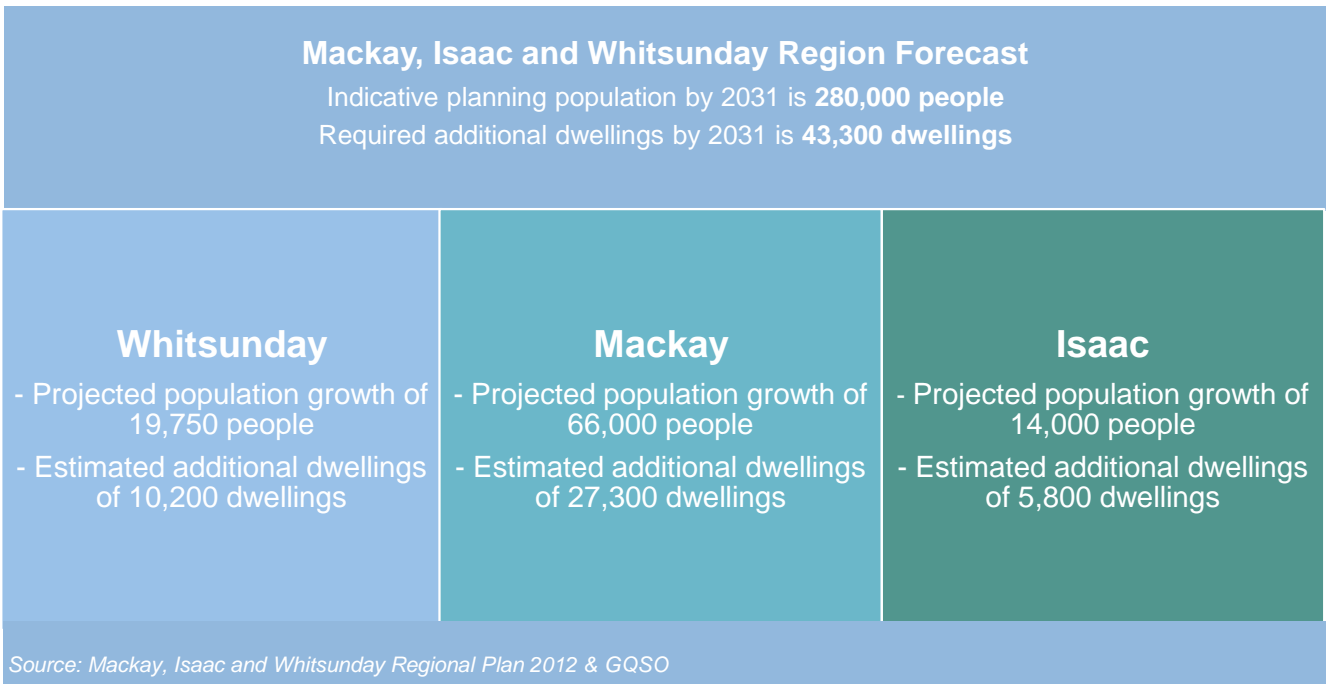 Mackay, Isaac and Whitsunday Region Forecast
Indicative planning population by 2031 is 280,000 people
Required additional dwellings by 2031 is 43,300 dwellings
Whitsunday
- Projected population growth of
19,750 people
- Estimated additional dwellings
of 10,200 dwellings
Mackay
- Projected population growth of
66,000 people
- Estimated additional dwellings
of 27,300 dwellings
Isaac
- Projected population growth of
14,000 people
- Estimated additional dwellings
of 5,800 dwellings
Source: Mackay, Isaac and Whitsunday Regional Plan 2012 & GQSO